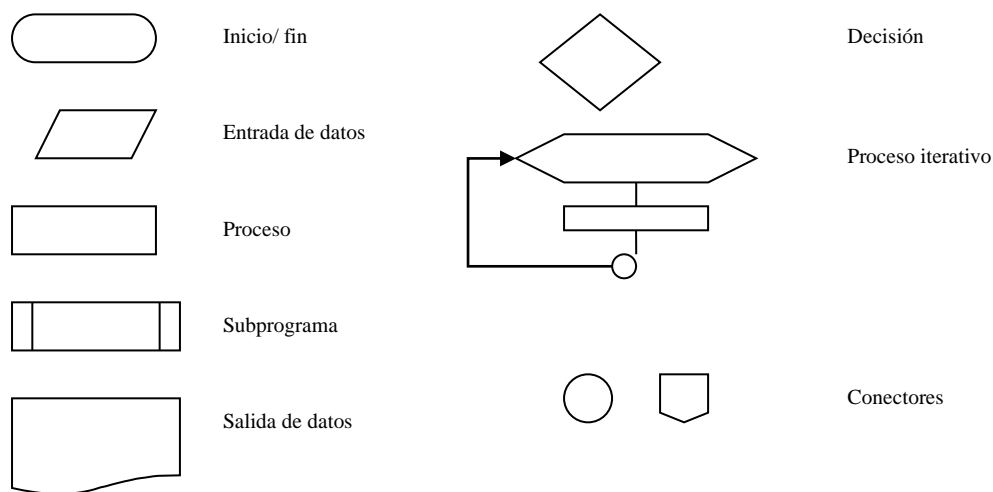 Inicio/ fin
Entrada de datos
Proceso
Subprograma
Salida de datos
Decisión
Proceso iterativo
Conectores